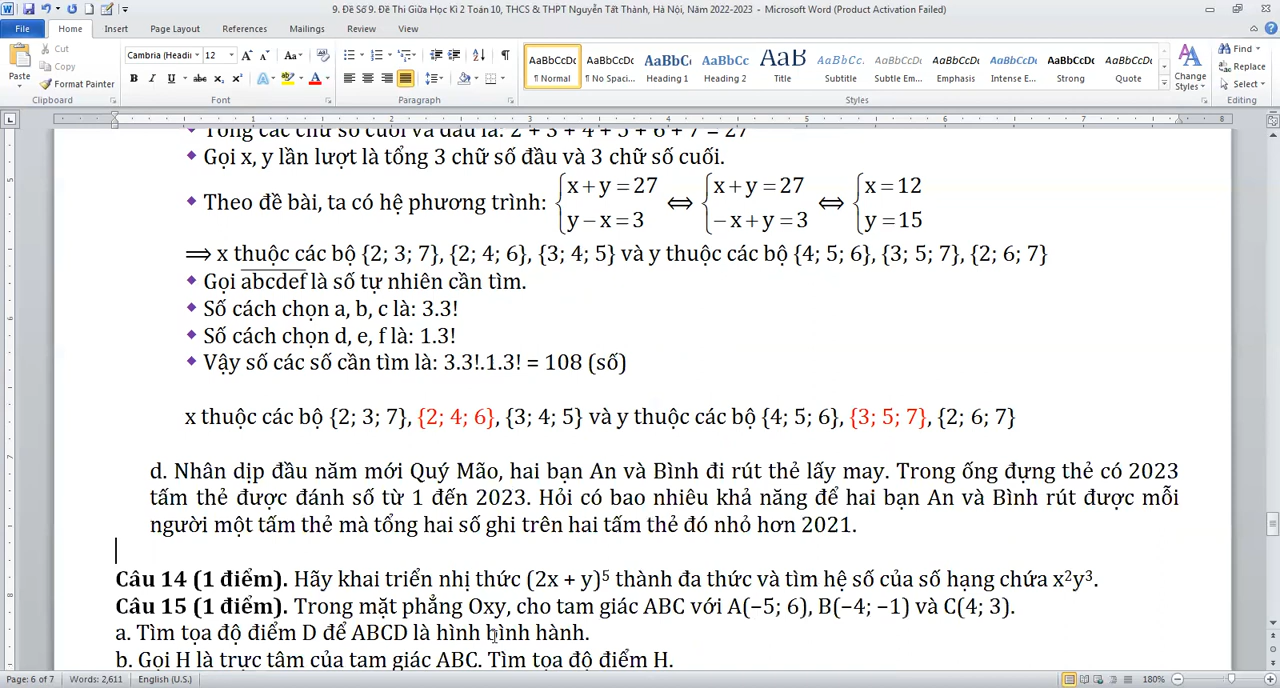 9. Đề Số 9. Đề Thi Giữa Học Kì 2 Toán 10, THCS & THPT Nguyễn Tất Thành, Hà Nội, Năm 2022-2023 - Microsoft Word (Product Activation Failed)
File Home Insert Page Layout References Mailings Review View
Paste Cut Copy Format Painter Clipboard
Cambria (Headi 12 Font Paragraph
AaBbCcDc ¶ Normal AaBbCcDc ¶ No Spaci... AaBbCc Heading 1 AaBbCc Heading 2 AaB Title AaBbCc. Subtitle AaBbCcDc Subtle Em... AaBbCcDc Emphasis AaBbCcDc Intense E... AaBbCcDc Strong AaBbCcDc Quote Change Styles Styles
Find Replace Select Editing
Tổng các chữ số cuối và đầu là: 2 + 3 + 4 + 5 + 6 + 7 = 27
Gọi x, y lần lượt là tổng 3 chữ số đầu và 3 chữ số cuối.
Theo đề bài, ta có hệ phương trình: {x + y = 27 y − x = 3 ⟺ {x + y = 27 −x + y = 3 ⟺ {x = 12 y = 15
⟹ x thuộc các bộ {2; 3; 7}, {2; 4; 6}, {3; 4; 5} và y thuộc các bộ {4; 5; 6}, {3; 5; 7}, {2; 6; 7}
Gọi abcdef là số tự nhiên cần tìm.
Số cách chọn a, b, c là: 3.3!
Số cách chọn d, e, f là: 1.3!
Vậy số các số cần tìm là: 3.3!.1.3! = 108 (số)
x thuộc các bộ {2; 3; 7}, {2; 4; 6}, {3; 4; 5} và y thuộc các bộ {4; 5; 6}, {3; 5; 7}, {2; 6; 7}
d. Nhân dịp đầu năm mới Quý Mão, hai bạn An và Bình đi rút thẻ lấy may. Trong ống đựng thẻ có 2023
tấm thẻ được đánh số từ 1 đến 2023. Hỏi có bao nhiêu khả năng để hai bạn An và Bình rút được mỗi
người một tấm thẻ mà tổng hai số ghi trên hai tấm thẻ đó nhỏ hơn 2021.
Câu 14 (1 điểm). Hãy khai triển nhị thức (2x + y)⁵ thành đa thức và tìm hệ số của số hạng chứa x²y³.
Câu 15 (1 điểm). Trong mặt phẳng Oxy, cho tam giác ABC với A(−5; 6), B(−4; −1) và C(4; 3).
a. Tìm tọa độ điểm D để ABCD là hình bình hành.
b. Gọi H là trực tâm của tam giác ABC. Tìm tọa độ điểm H.
Page: 6 of 7 Words: 2,611 English (U.S.) 180%